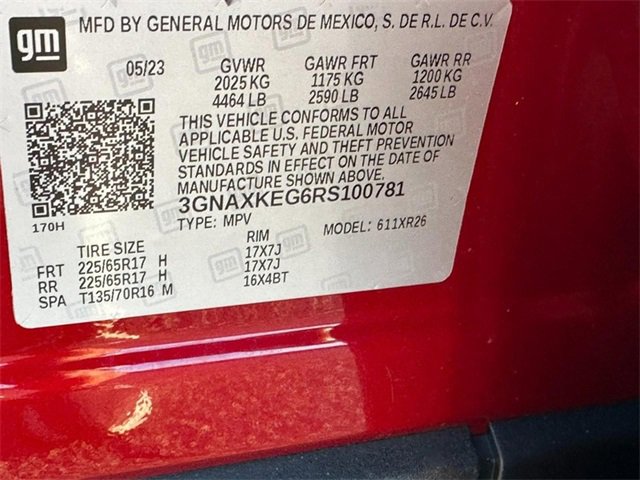 gm
MFD BY GENERAL MOTORS DE MEXICO, S. DE R.L. DE C.V.
05/23 GVWR GAWR FRT GAWR RR
2025 KG 1175 KG 1200 KG
4464 LB 2590 LB 2645 LB
THIS VEHICLE CONFORMS TO ALL
APPLICABLE U.S. FEDERAL MOTOR
VEHICLE SAFETY AND THEFT PREVENTION
STANDARDS IN EFFECT ON THE DATE OF
MANUFACTURE SHOWN ABOVE.
3GNAXKEG6RS100781
170H TYPE: MPV MODEL: 611XR26
TIRE SIZE RIM
FRT 225/65R17 H 17X7J
RR 225/65R17 H 17X7J
SPA T135/70R16 M 16X4BT